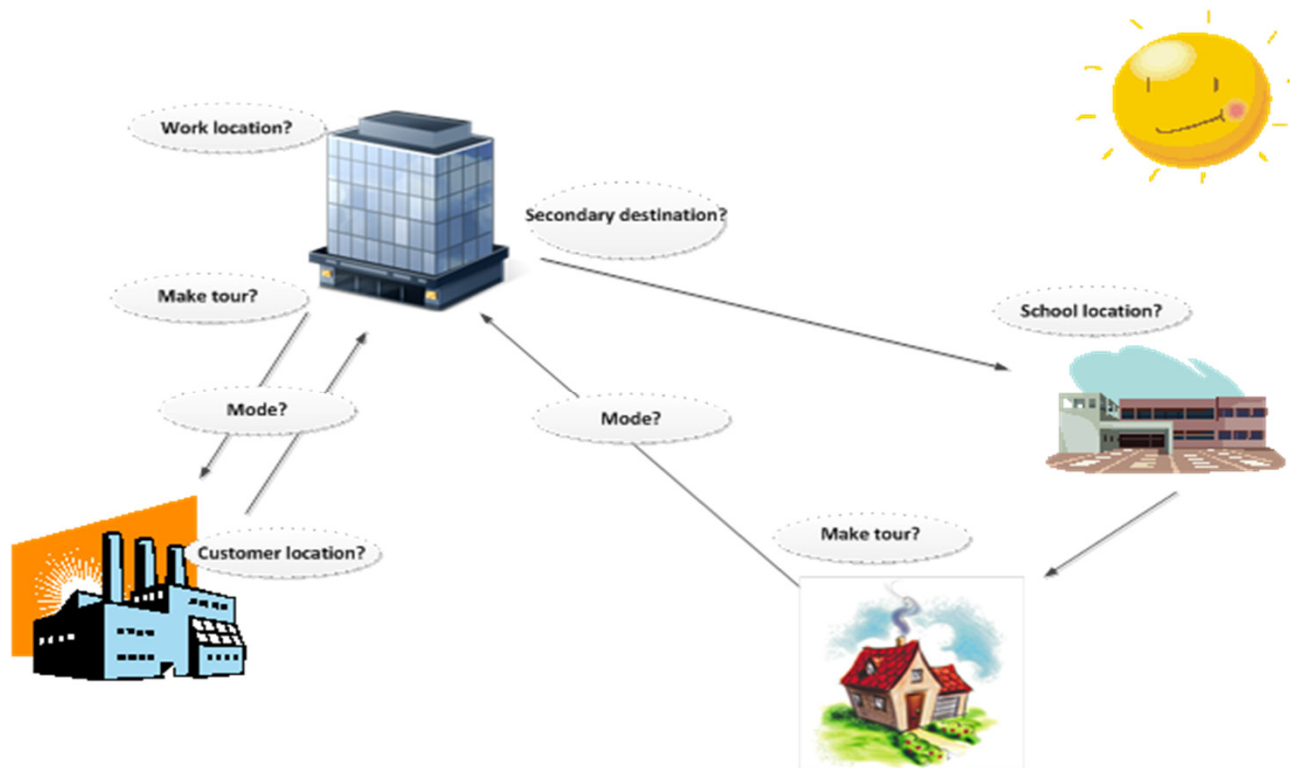 Work location?
Secondary destination?
Make tour?
School location?
Mode?
Mode?
Make tour?
Customer location?